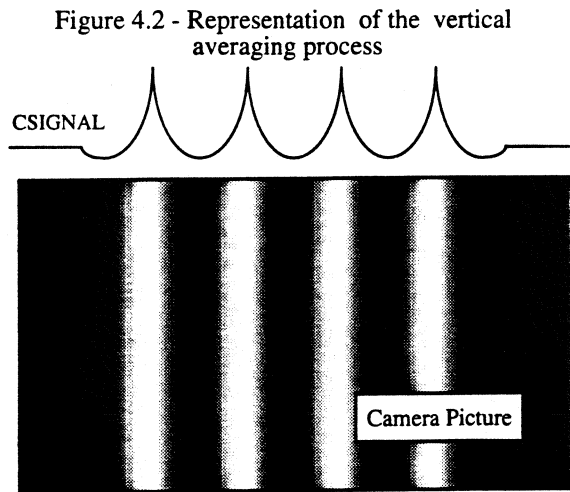 Figure 4.2 - Representation of the vertical
averaging process
CSIGNAL
Camera Picture